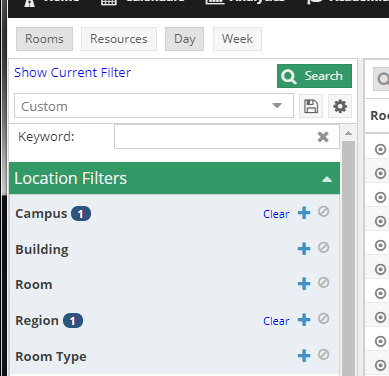 Rooms Resources Day Week
Show Current Filter Search
Custom
Keyword:
Location Filters
Campus 1 Clear
Building
Room
Region 1 Clear
Room Type